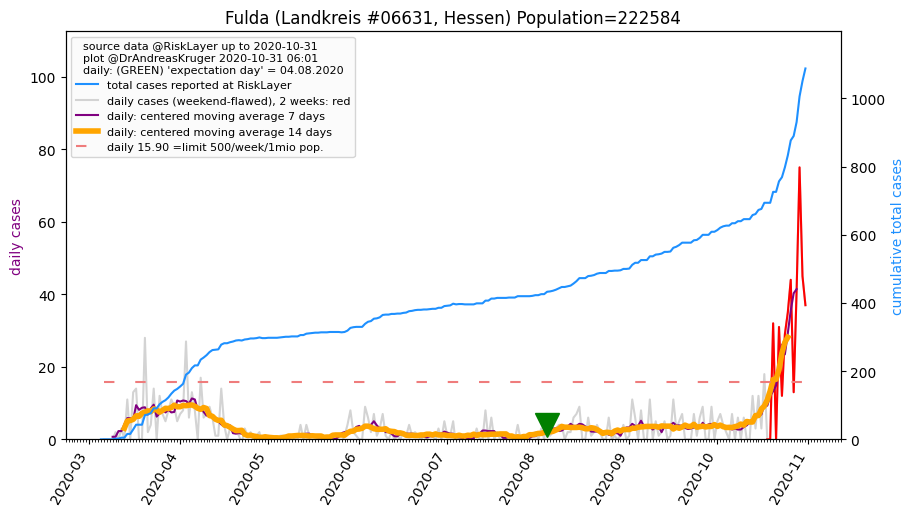 Fulda (Landkreis #06631, Hessen) Population=222584
source data @RiskLayer up to 2020-10-31
plot @DrAndreasKruger 2020-10-31 06:01
daily: (GREEN) 'expectation day' = 04.08.2020
total cases reported at RiskLayer
daily cases (weekend-flawed), 2 weeks: red
daily: centered moving average 7 days
daily: centered moving average 14 days
daily 15.90 =limit 500/week/1mio pop.
daily cases
100
80
60
40
20
0
cumulative total cases
1000
800
600
400
200
0
2020-03
2020-04
2020-05
2020-06
2020-07
2020-08
2020-09
2020-10
2020-11